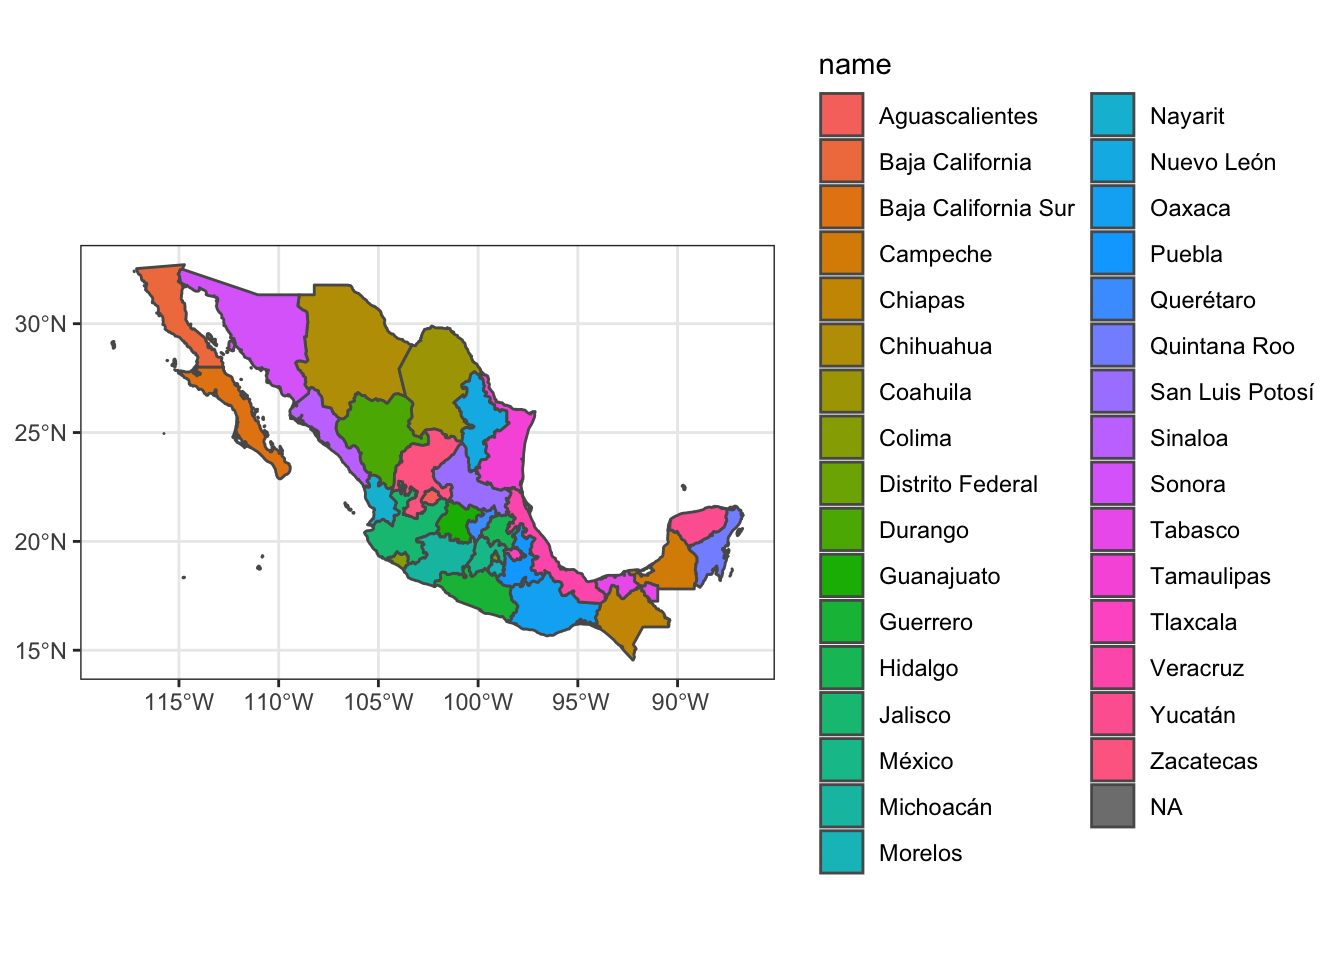 name
Aguascalientes
Baja California
Baja California Sur
Campeche
Chiapas
Chihuahua
Coahuila
Colima
Distrito Federal
Durango
Guanajuato
Guerrero
Hidalgo
Jalisco
México
Michoacán
Morelos
Nayarit
Nuevo León
Oaxaca
Puebla
Querétaro
Quintana Roo
San Luis Potosí
Sinaloa
Sonora
Tabasco
Tamaulipas
Tlaxcala
Veracruz
Yucatán
Zacatecas
NA
30°N
25°N
20°N
15°N
115°W 110°W 105°W 100°W 95°W 90°W